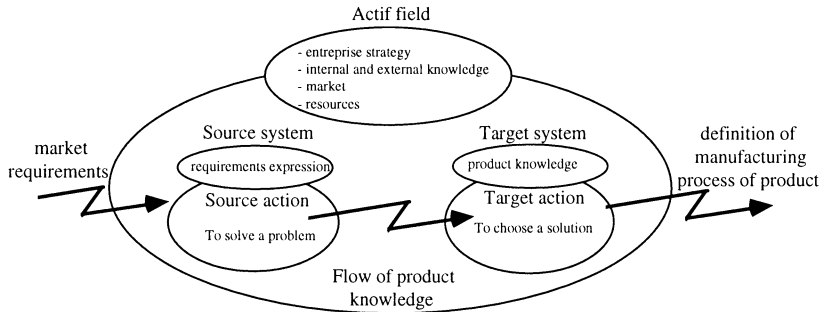 Actif field
- entreprise strategy
- internal and external knowledge
- market
- resources
market
requirements
Source system
requirements expression
Source action
To solve a problem
Target system
product knowledge
Target action
To choose a solution
definition of
manufacturing
process of product
Flow of product
knowledge